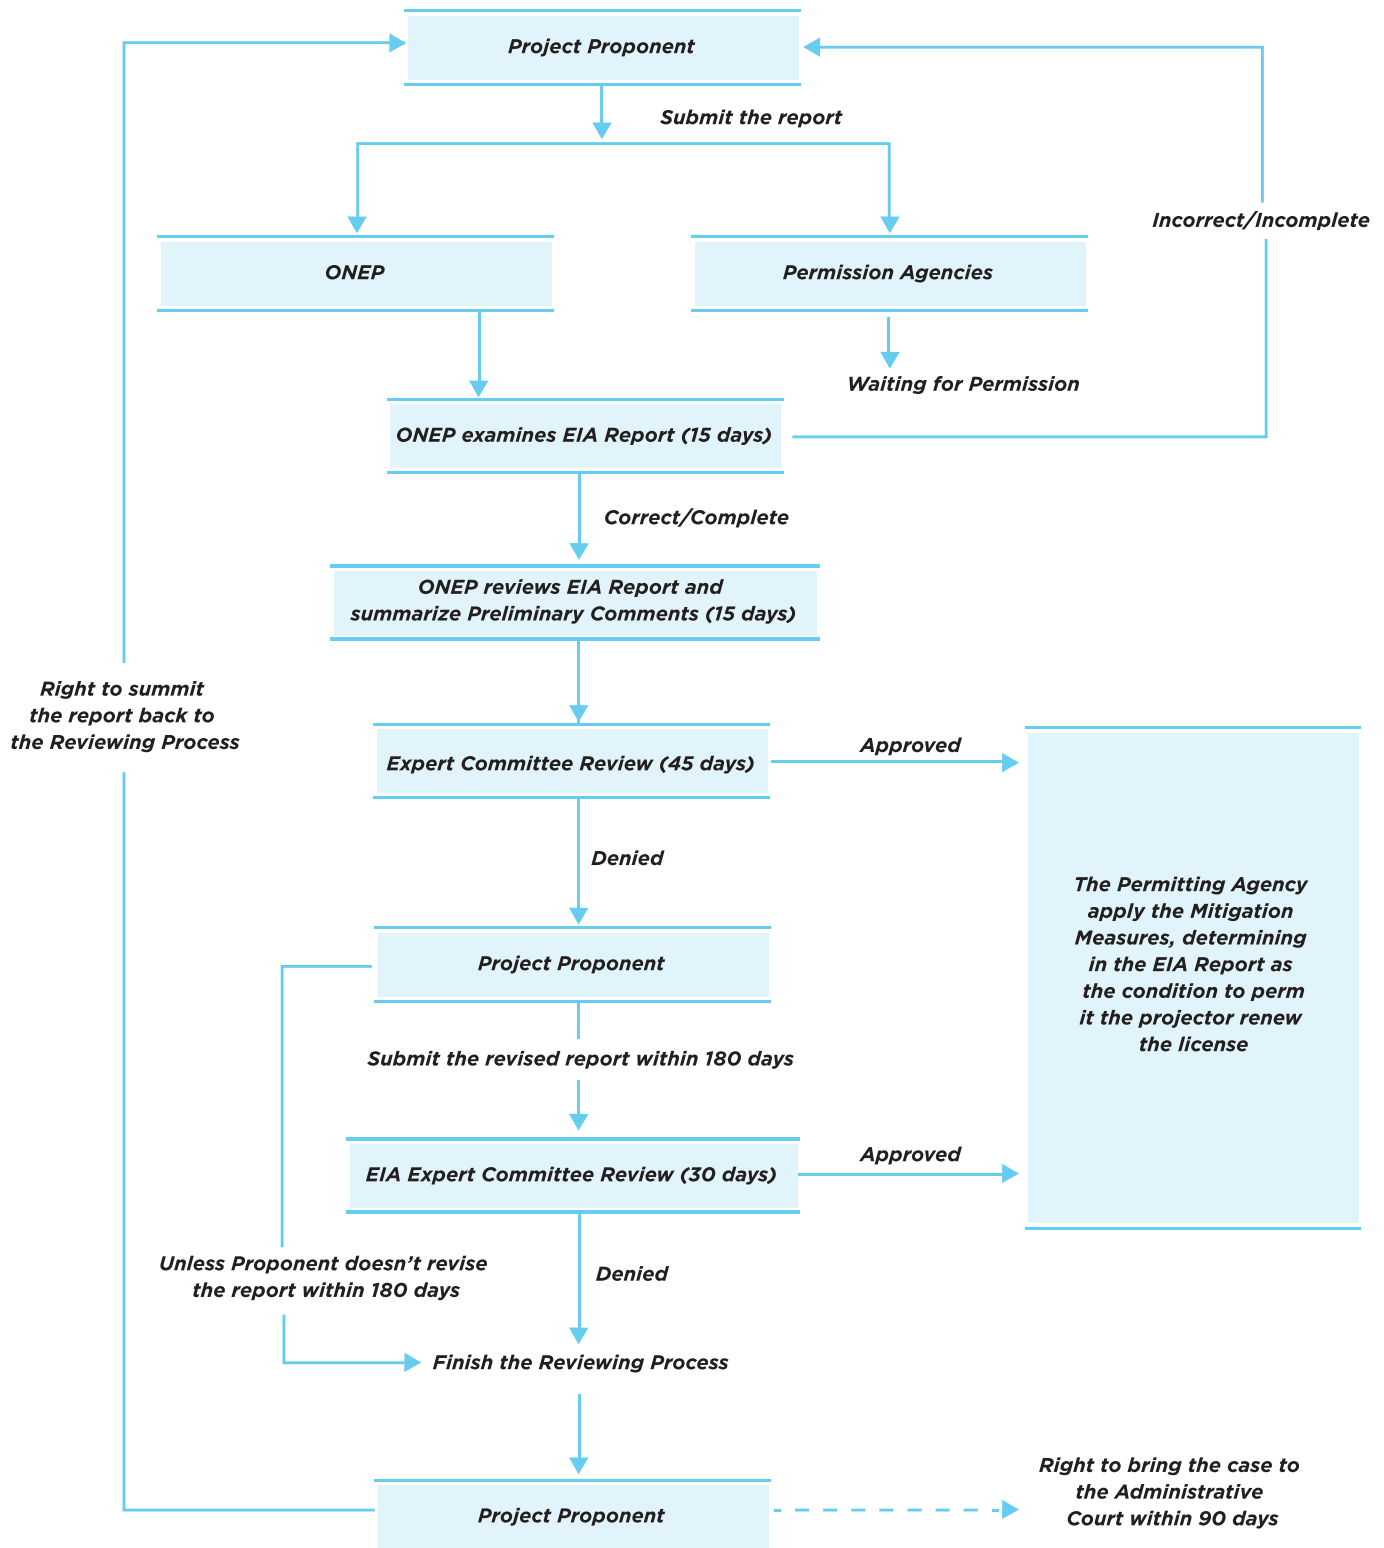 Project Proponent
Submit the report
Incorrect/Incomplete
ONEP
Permission Agencies
Waiting for Permission
ONEP examines EIA Report (15 days)
Correct/Complete
ONEP reviews EIA Report and
summarize Preliminary Comments (15 days)
Right to summit
the report back to
the Reviewing Process
Expert Committee Review (45 days)
Approved
Denied
The Permitting Agency
apply the Mitigation
Measures, determining
in the EIA Report as
the condition to perm
it the projector renew
the license
Project Proponent
Submit the revised report within 180 days
EIA Expert Committee Review (30 days)
Approved
Unless Proponent doesn’t revise
the report within 180 days
Denied
Finish the Reviewing Process
Project Proponent
Right to bring the case to
the Administrative
Court within 90 days